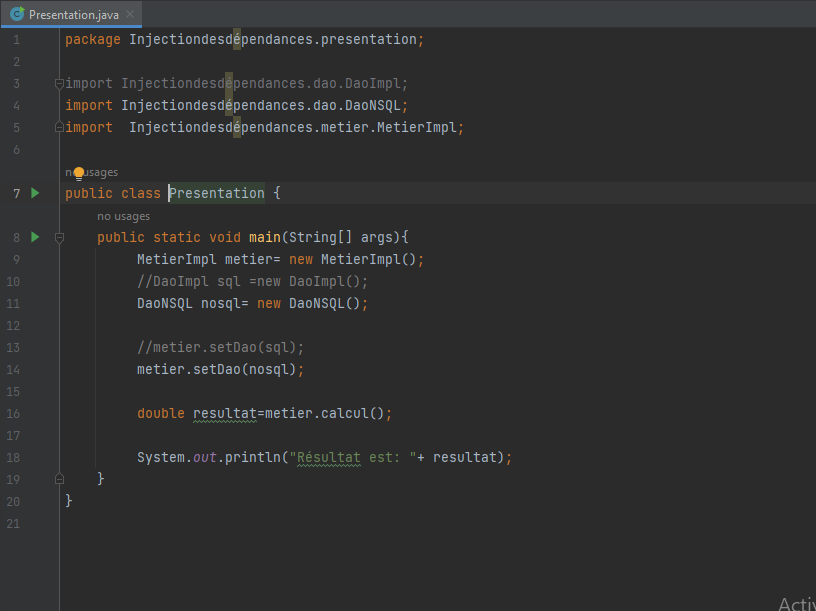 Presentation.java
1 package Injectiondesdépendances.presentation;
2
3 import Injectiondesdépendances.dao.DaoImpl;
4 import Injectiondesdépendances.dao.DaoNSQL;
5 import  Injectiondesdépendances.metier.MetierImpl;
6
no usages
7 public class Presentation {
no usages
8 public static void main(String[] args){
9 MetierImpl metier= new MetierImpl();
10 //DaoImpl sql =new DaoImpl();
11 DaoNSQL nosql= new DaoNSQL();
12
13 //metier.setDao(sql);
14 metier.setDao(nosql);
15
16 double resultat=metier.calcul();
17
18 System.out.println("Résultat est: "+ resultat);
19 }
20 }
21